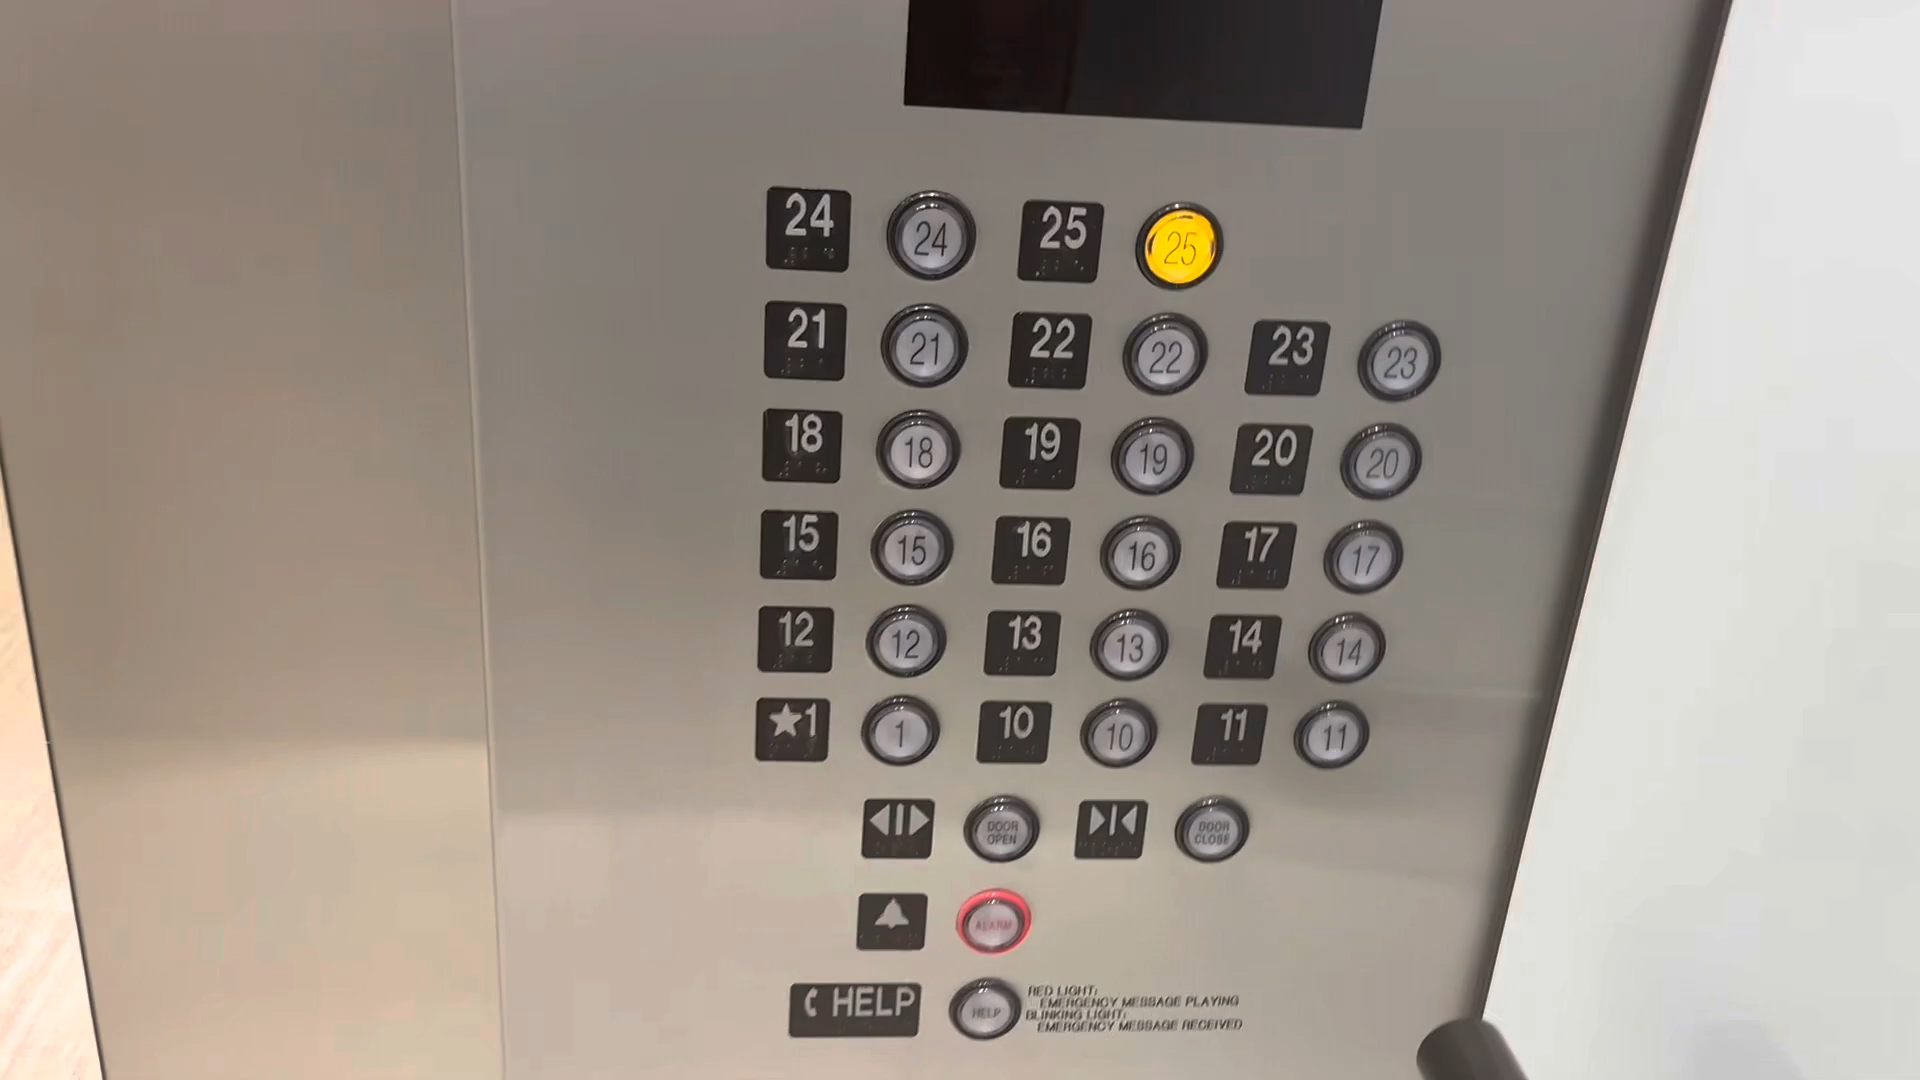 24 24 25 25
21 21 22 22 23 23
18 18 19 19 20 20
15 15 16 16 17 17
12 12 13 13 14 14
★1 1 10 10 11 11
DOOR OPEN DOOR CLOSE
ALARM
HELP HELP
RED LIGHT:
EMERGENCY MESSAGE PLAYING
BLINKING LIGHT:
EMERGENCY MESSAGE RECEIVED